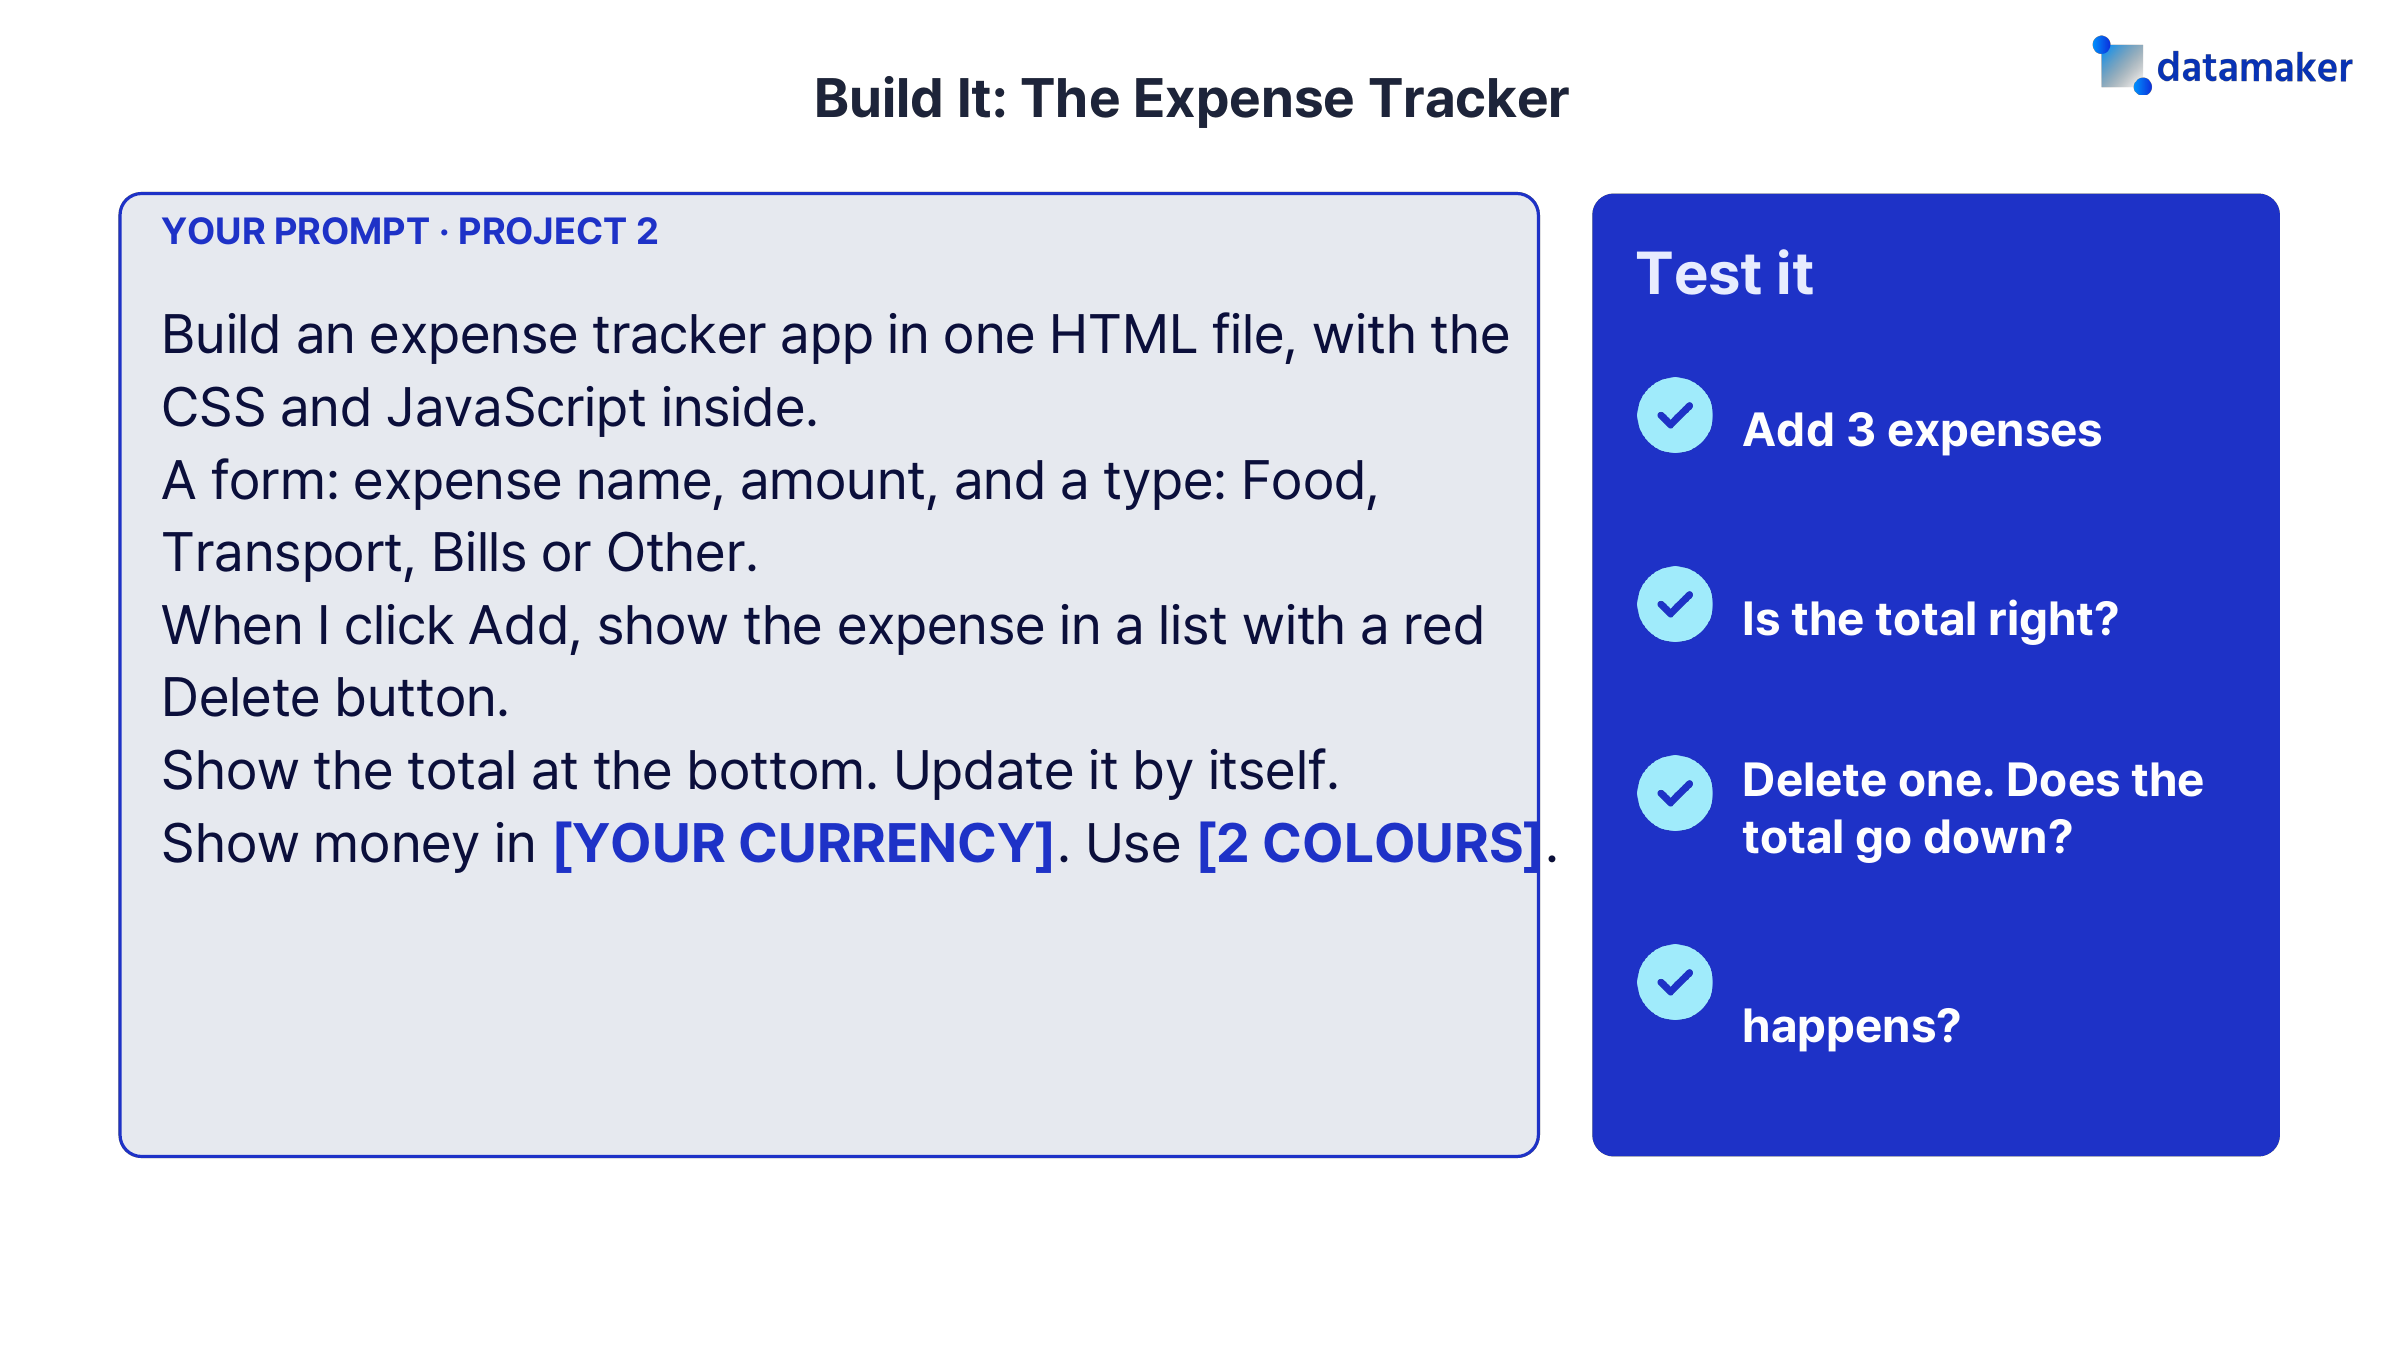 datamaker
Build It: The Expense Tracker
YOUR PROMPT · PROJECT 2
Build an expense tracker app in one HTML file, with the
CSS and JavaScript inside.
A form: expense name, amount, and a type: Food,
Transport, Bills or Other.
When I click Add, show the expense in a list with a red
Delete button.
Show the total at the bottom. Update it by itself.
Show money in [YOUR CURRENCY]. Use [2 COLOURS].
Test it
Add 3 expenses
Is the total right?
Delete one. Does the
total go down?
happens?